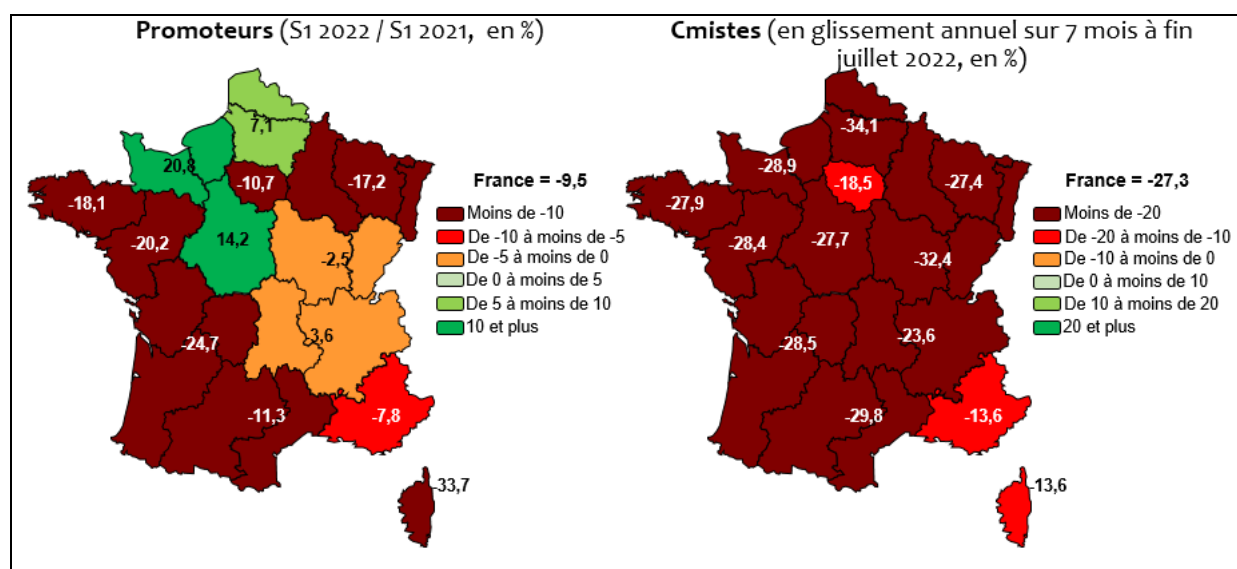 Promoteurs (S1 2022 / S1 2021, en %)
7,1
20,8
-10,7
-17,2
-18,1
-20,2
14,2
-2,5
-3,6
-24,7
-11,3
-7,8
-33,7
France = -9,5
Moins de -10
De -10 à moins de -5
De -5 à moins de 0
De 0 à moins de 5
De 5 à moins de 10
10 et plus
Cmistes (en glissement annuel sur 7 mois à fin
juillet 2022, en %)
-34,1
-28,9
-18,5
-27,4
-27,9
-28,4
-27,7
-32,4
-28,5
-23,6
-29,8
-13,6
-13,6
France = -27,3
Moins de -20
De -20 à moins de -10
De -10 à moins de 0
De 0 à moins de 10
De 10 à moins de 20
20 et plus